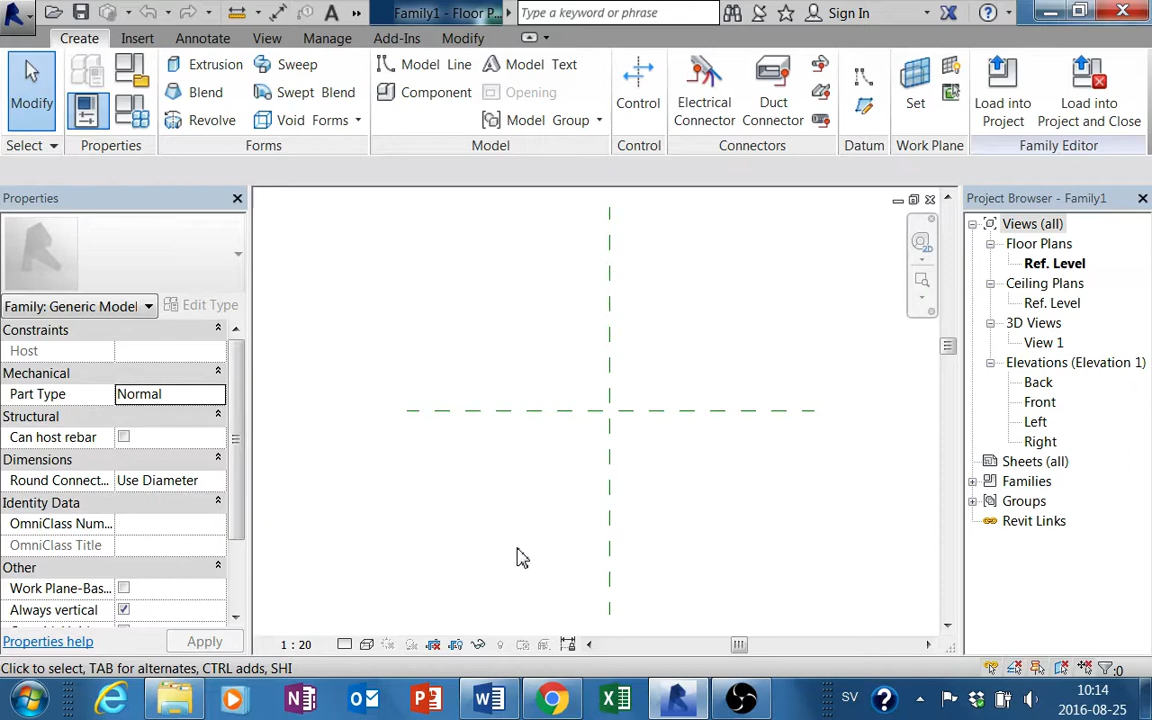 Family1 - Floor P...
Type a keyword or phrase
Sign In
Create
Insert
Annotate
View
Manage
Add-Ins
Modify
Modify
Extrusion
Blend
Revolve
Sweep
Swept Blend
Void Forms
Model Line
Component
Model Text
Opening
Model Group
Control
Electrical
Connector
Duct
Connector
Set
Load into
Project
Load into
Project and Close
Select
Properties
Forms
Model
Control
Connectors
Datum
Work Plane
Family Editor
Properties
Family: Generic Model
Edit Type
Constraints
Host
Mechanical
Part Type
Normal
Structural
Can host rebar
Dimensions
Round Connect...
Use Diameter
Identity Data
OmniClass Num...
OmniClass Title
Other
Work Plane-Bas...
Always vertical
Properties help
Apply
2D
1 : 20
Project Browser - Family1
Views (all)
Floor Plans
Ref. Level
Ceiling Plans
Ref. Level
3D Views
View 1
Elevations (Elevation 1)
Back
Front
Left
Right
Sheets (all)
Families
Groups
Revit Links
Click to select, TAB for alternates, CTRL adds, SHI
:0
SV
10:14
2016-08-25